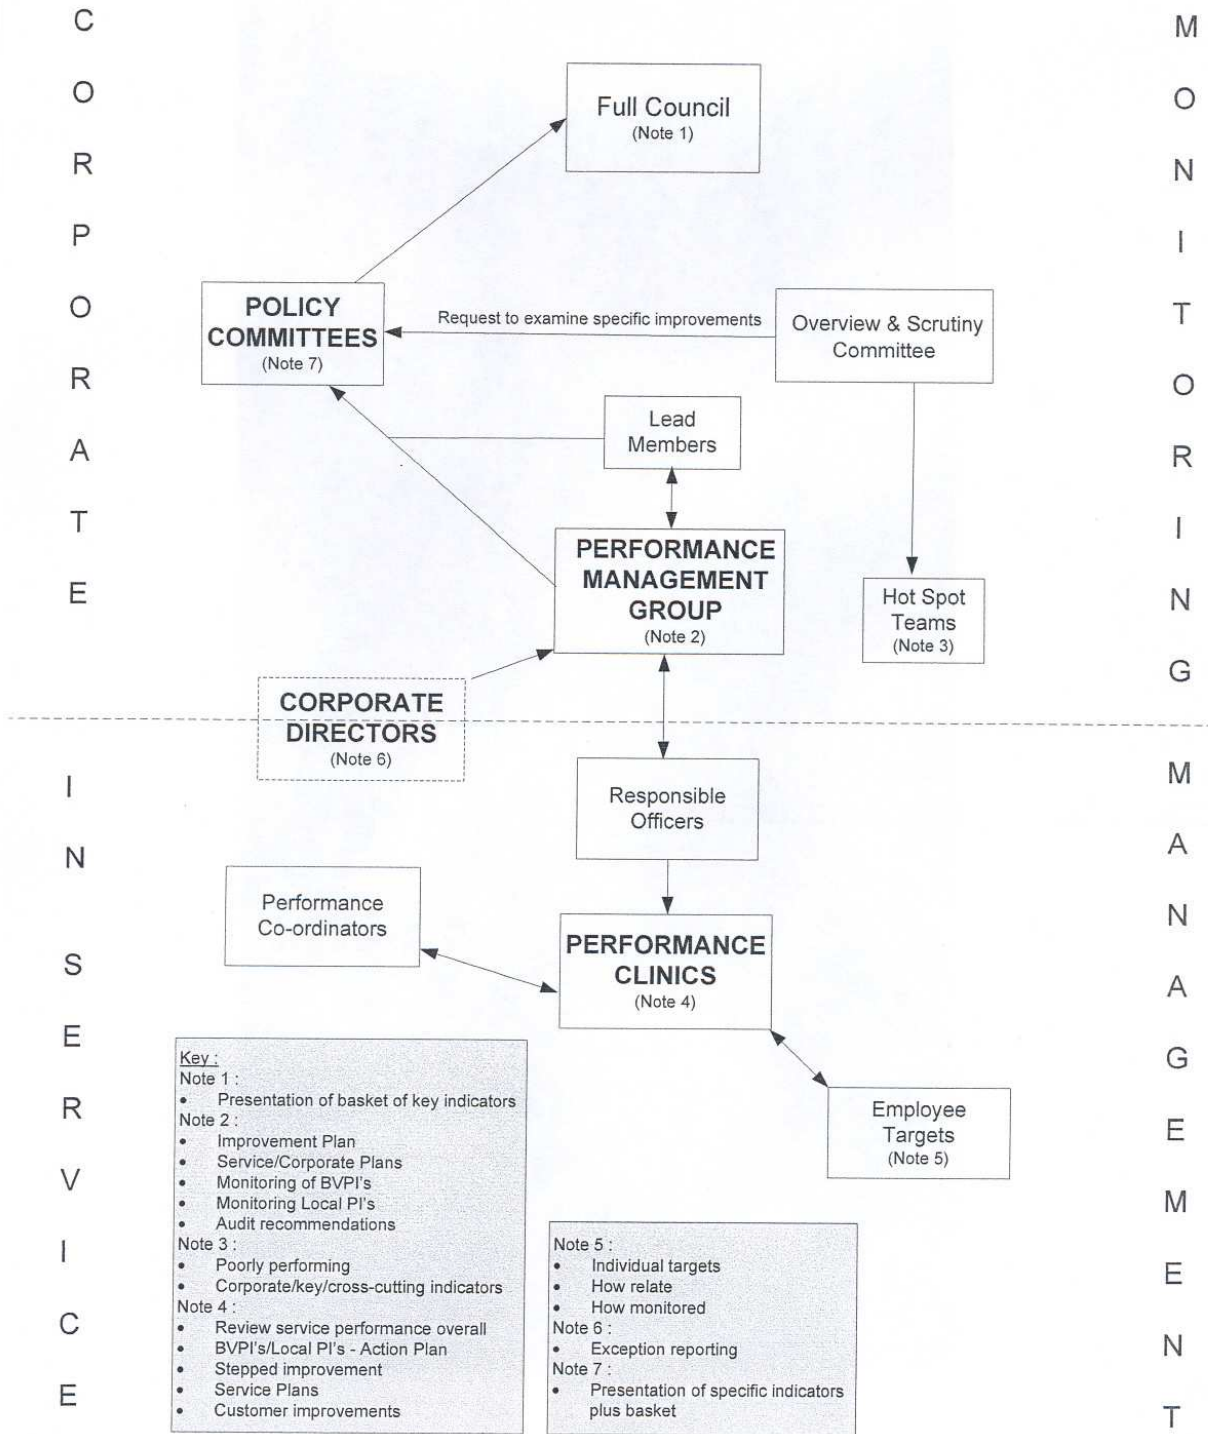 CORPORATE
MONITORING
Full Council
(Note 1)
POLICY
COMMITTEES
(Note 7)
Request to examine specific improvements
Overview & Scrutiny
Committee
Lead
Members
PERFORMANCE
MANAGEMENT
GROUP
(Note 2)
Hot Spot
Teams
(Note 3)
CORPORATE
DIRECTORS
(Note 6)
IN SERVICE
MANAGEMENT
Responsible
Officers
Performance
Co-ordinators
PERFORMANCE
CLINICS
(Note 4)
Employee
Targets
(Note 5)
Key :
Note 1 :
• Presentation of basket of key indicators
Note 2 :
• Improvement Plan
• Service/Corporate Plans
• Monitoring of BVPI's
• Monitoring Local PI's
• Audit recommendations
Note 3 :
• Poorly performing
• Corporate/key/cross-cutting indicators
Note 4 :
• Review service performance overall
• BVPI's/Local PI's - Action Plan
• Stepped improvement
• Service Plans
• Customer improvements
Note 5 :
• Individual targets
• How relate
• How monitored
Note 6 :
• Exception reporting
Note 7 :
• Presentation of specific indicators
plus basket